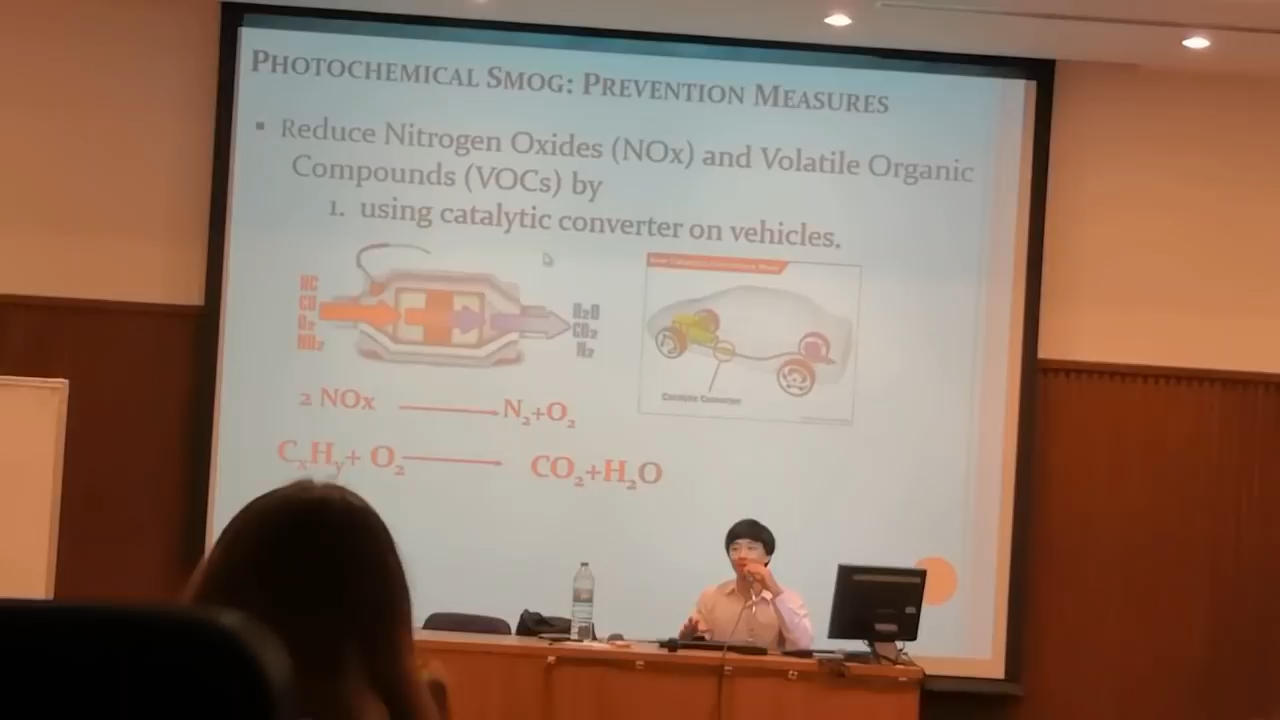 PHOTOCHEMICAL SMOG: PREVENTION MEASURES
▪ Reduce Nitrogen Oxides (NOx) and Volatile Organic
Compounds (VOCs) by
1. using catalytic converter on vehicles.
HC
CO
O₂
NO₂
H₂O
CO₂
N₂
Catalytic Converter
2 NOx N₂+O₂
CₓHᵧ+ O₂ CO₂+H₂O